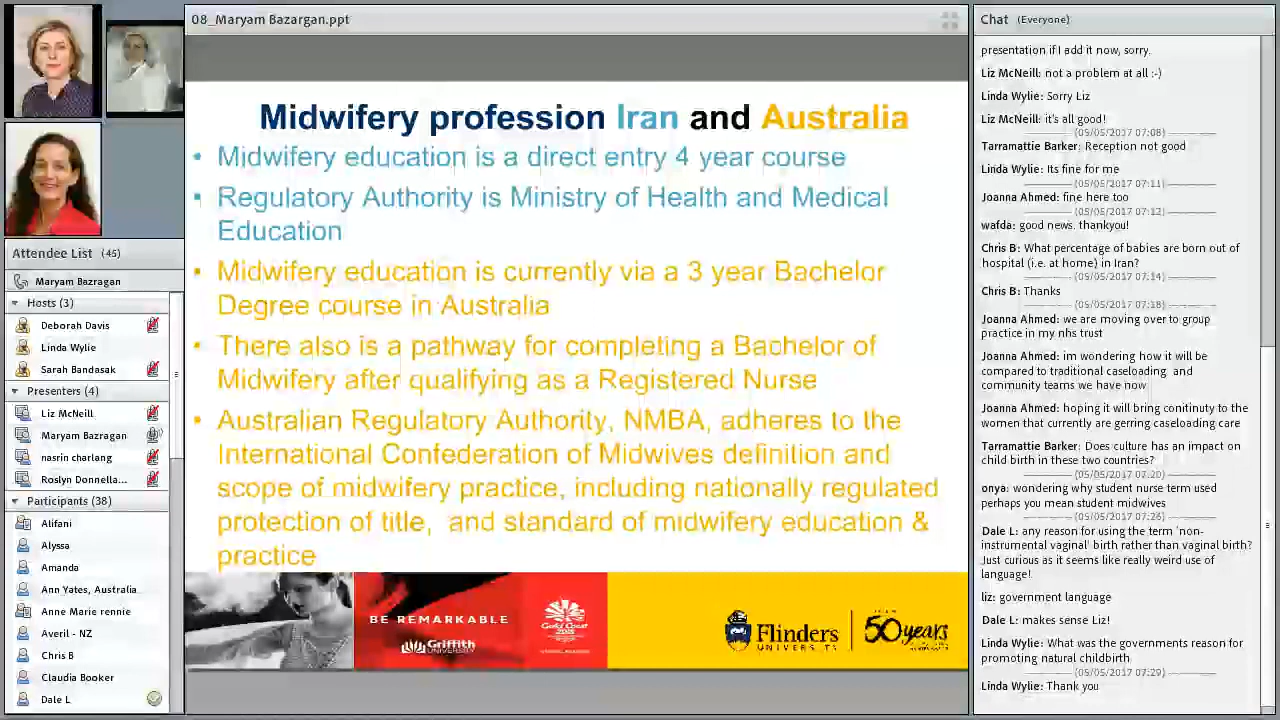 08_Maryam Bazargan.ppt
Midwifery profession Iran and Australia
• Midwifery education is a direct entry 4 year course
• Regulatory Authority is Ministry of Health and Medical
Education
• Midwifery education is currently via a 3 year Bachelor
Degree course in Australia
• There also is a pathway for completing a Bachelor of
Midwifery after qualifying as a Registered Nurse
• Australian Regulatory Authority, NMBA, adheres to the
International Confederation of Midwives definition and
scope of midwifery practice, including nationally regulated
protection of title, and standard of midwifery education &
practice
BE REMARKABLE
Griffith
UNIVERSITY
Gold Coast
2018
Flinders
UNIVERSITY
50 years
Attendee List (45)
Maryam Bazragan
Hosts (3)
Deborah Davis
Linda Wylie
Sarah Bandasak
Presenters (4)
Liz McNeill
Maryam Bazragan
nasrin charlang
Roslyn Donnella...
Participants (38)
Alifani
Alyssa
Amanda
Ann Yates, Australia
Anne Marie rennie
Averil - NZ
Chris B
Claudia Booker
Dale L
Chat (Everyone)
presentation if I add it now, sorry.
Liz McNeill: not a problem at all :-)
Linda Wylie: Sorry Liz
Liz McNeill: it's all good!
(05/05/2017 07:08)
Tarramattie Barker: Reception not good
Linda Wylie: Its fine for me
(05/05/2017 07:11)
Joanna Ahmed: fine here too
(05/05/2017 07:12)
wafda: good news. thankyou!
Chris B: What percentage of babies are born out of
hospital (i.e. at home) in Iran?
(05/05/2017 07:14)
Chris B: Thanks
(05/05/2017 07:18)
Joanna Ahmed: we are moving over to group
practice in my nhs trust
Joanna Ahmed: im wondering how it will be
compared to traditional caseloading and
community teams we have now
Joanna Ahmed: hoping it will bring continuty to the
women that currently are gerring caseloading care
Tarramattie Barker: Does culture has an impact on
child birth in these two countries?
(05/05/2017 07:20)
onya: wondering why student nurse term used
perhaps you mean student midwives
(05/05/2017 07:26)
Dale L: any reason for using the term 'non-
instrumental vaginal' birth rather than vaginal birth?
Just curious as it seems like really weird use of
language!
liz: government language
Dale L: makes sense Liz!
Linda Wylie: What was the governments reason for
promoting natural childbirth
(05/05/2017 07:29)
Linda Wylie: Thank you